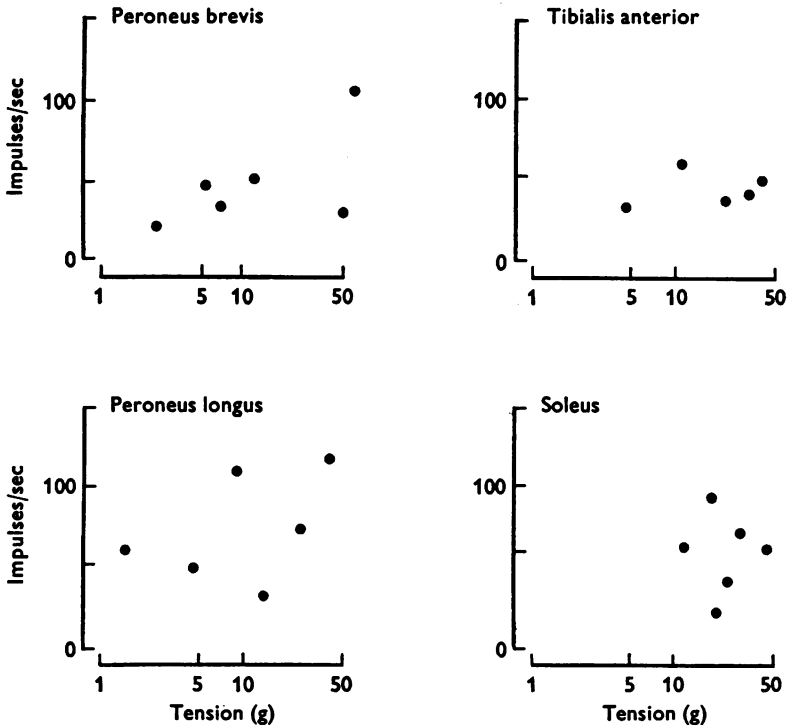 Peroneus brevis
Impulses/sec
100
0
1 5 10 50
Tibialis anterior
100
0
1 5 10 50
Peroneus longus
Impulses/sec
100
0
1 5 10 50
Tension (g)
Soleus
100
0
1 5 10 50
Tension (g)